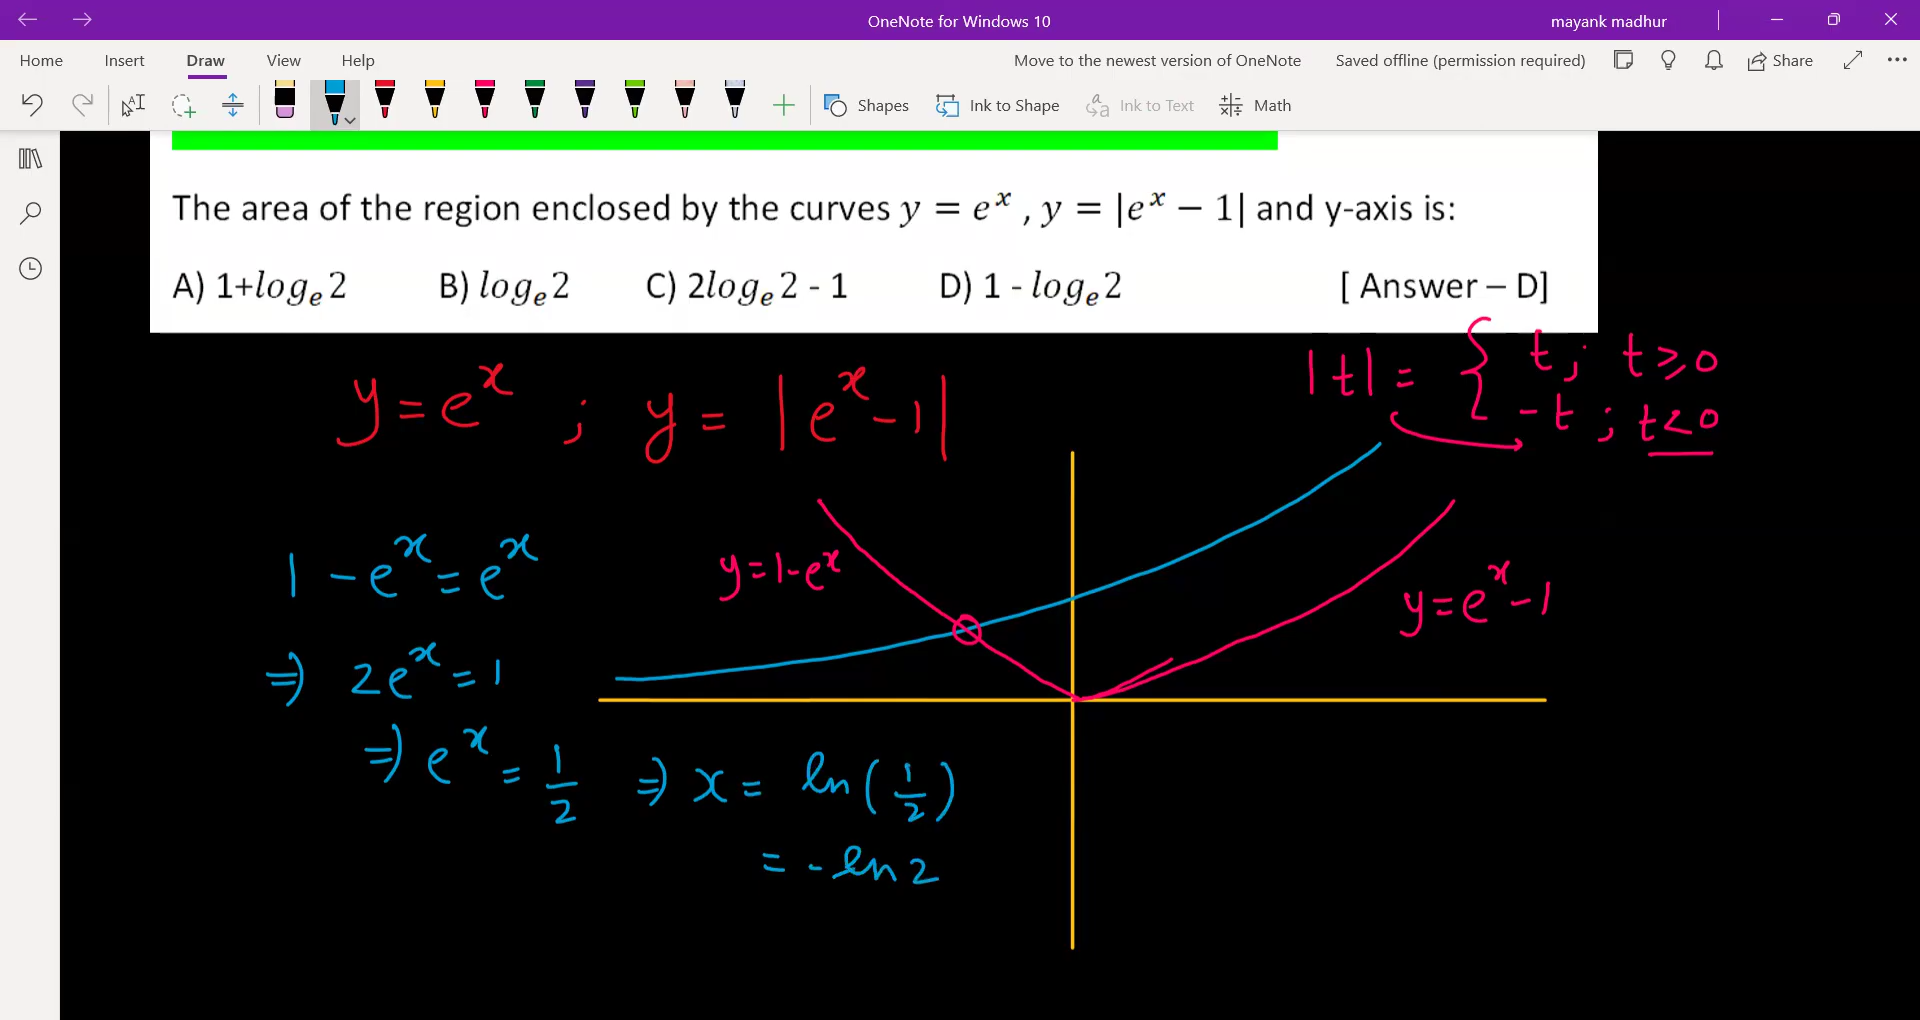 OneNote for Windows 10
mayank madhur
Home Insert Draw View Help
Move to the newest version of OneNote Saved offline (permission required) Share
Shapes Ink to Shape Ink to Text Math
The area of the region enclosed by the curves y = e^x , y = |e^x − 1| and y-axis is:
A) 1+log_e 2 B) log_e 2 C) 2log_e 2 - 1 D) 1 - log_e 2 [ Answer – D]
y = e^x ; y = |e^x - 1|
|t| = { t ; t ≥ 0
-t ; t < 0
1 - e^x = e^x
y = 1 - e^x
y = e^x - 1
⇒ 2e^x = 1
⇒ e^x = 1/2 ⇒ x = ln(1/2)
= - ln 2